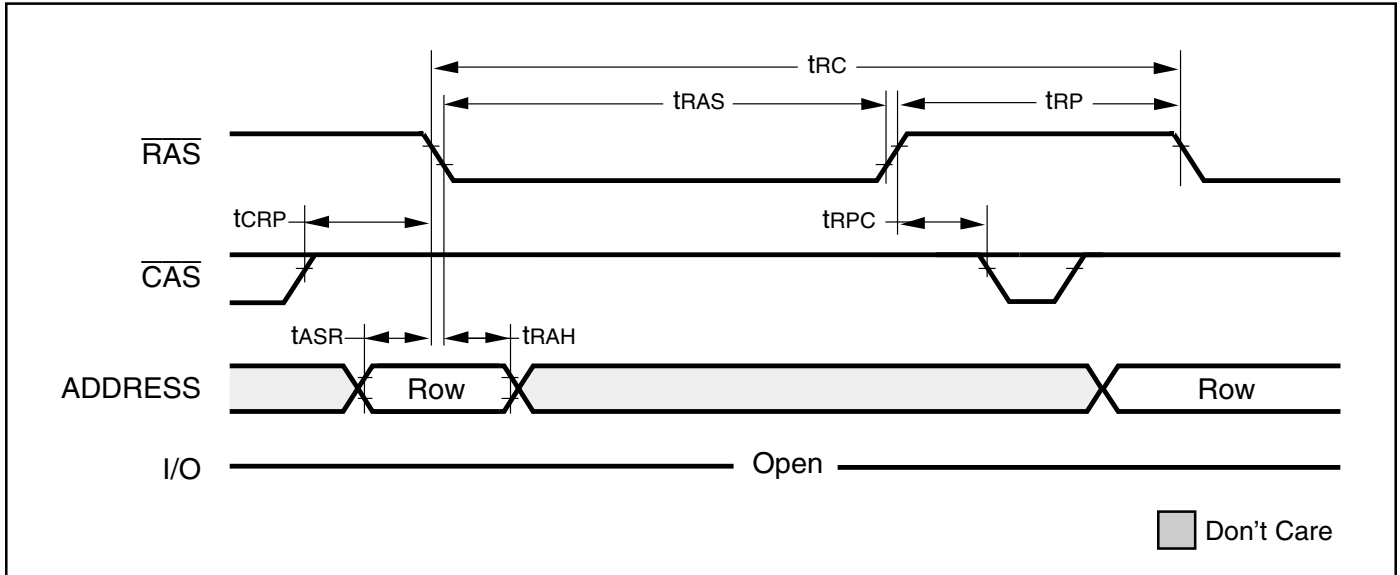 tRC
tRAS tRP
RAS
tCRP tRPC
CAS
tASR tRAH
ADDRESS Row Row
I/O Open
Don't Care